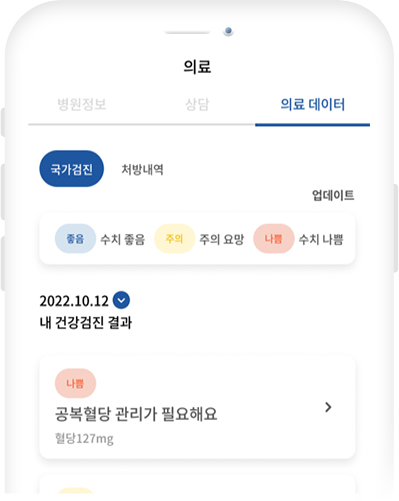 의료
병원정보 상담 의료 데이터
국가검진 처방내역
업데이트
좋음 수치 좋음 주의 주의 요망 나쁨 수치 나쁨
2022.10.12
내 건강검진 결과
나쁨
공복혈당 관리가 필요해요
혈당127mg